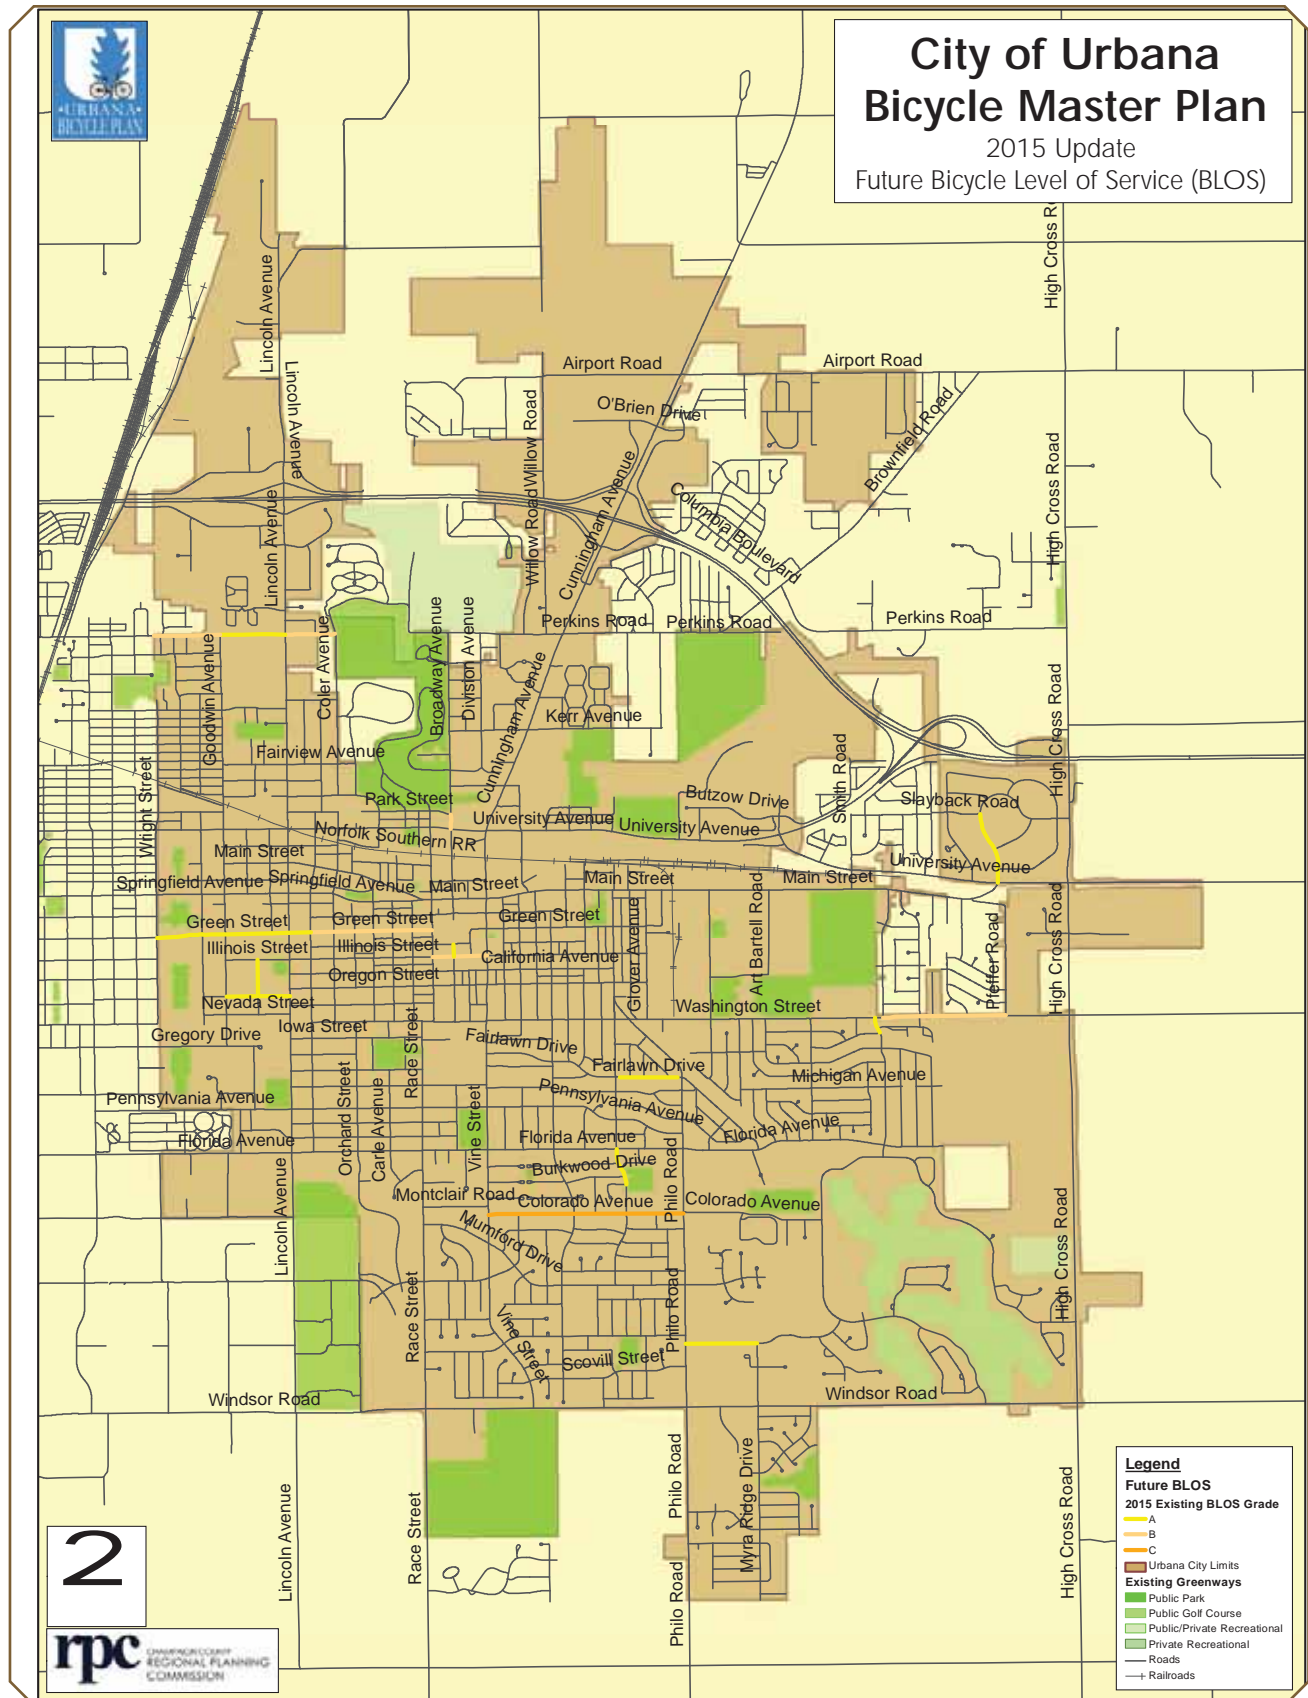 City of Urbana
Bicycle Master Plan
2015 Update
Future Bicycle Level of Service (BLOS)
URBANA
BICYCLE PLAN
High Cross R
Lincoln Avenue
Lincoln Avenue
Airport Road
Airport Road
O'Brien Drive
Willow Road
Willow Road
Cunningham Avenue
Brownfield Road
Columbia Boulevard
High Cross Road
Lincoln Avenue
Perkins Road
Perkins Road
Perkins Road
Goodwin Avenue
Coler Avenue
Broadway Avenue
Division Avenue
Cunningham Avenue
Kerr Avenue
High Cross Road
Fairview Avenue
Wright Street
Park Street
Smith Road
Butzow Drive
Slayback Road
University Avenue
University Avenue
Norfolk Southern RR
Main Street
University Avenue
Springfield Avenue
Springfield Avenue
Main Street
Main Street
Main Street
Green Street
Green Street
Green Street
Glover Avenue
Art Bartell Road
Pfeffer Road
High Cross Road
Illinois Street
Illinois Street
California Avenue
Oregon Street
Nevada Street
Washington Street
Iowa Street
Gregory Drive
Race Street
Fairlawn Drive
Fairlawn Drive
Michigan Avenue
Pennsylvania Avenue
Pennsylvania Avenue
Orchard Street
Carle Avenue
Vine Street
Florida Avenue
Florida Avenue
Florida Avenue
Burkwood Drive
Philo Road
Lincoln Avenue
Montclair Road
Colorado Avenue
Colorado Avenue
High Cross Road
Mumford Drive
Race Street
Philo Road
Vine Street
Scovill Street
Windsor Road
Windsor Road
Philo Road
Myra Ridge Drive
High Cross Road
Lincoln Avenue
Race Street
Philo Road
Legend
Future BLOS
2015 Existing BLOS Grade
A
B
C
Urbana City Limits
Existing Greenways
Public Park
Public Golf Course
Public/Private Recreational
Private Recreational
Roads
Railroads
2
rpc
CHAMPAIGN COUNTY
REGIONAL PLANNING
COMMISSION